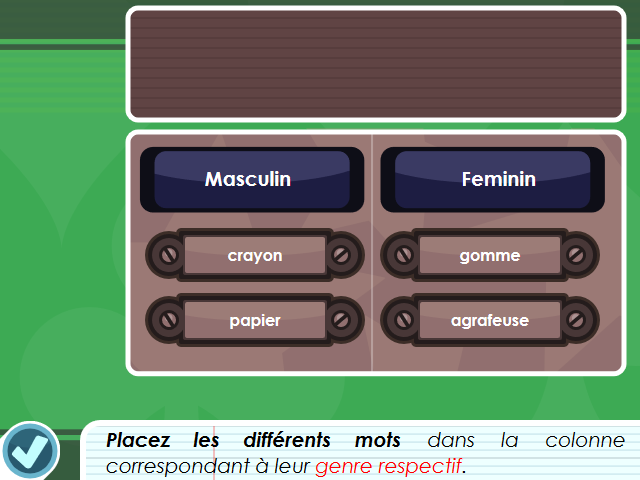 Masculin Feminin
crayon gomme
papier agrafeuse
Placez les différents mots dans la colonne
correspondant à leur genre respectif.